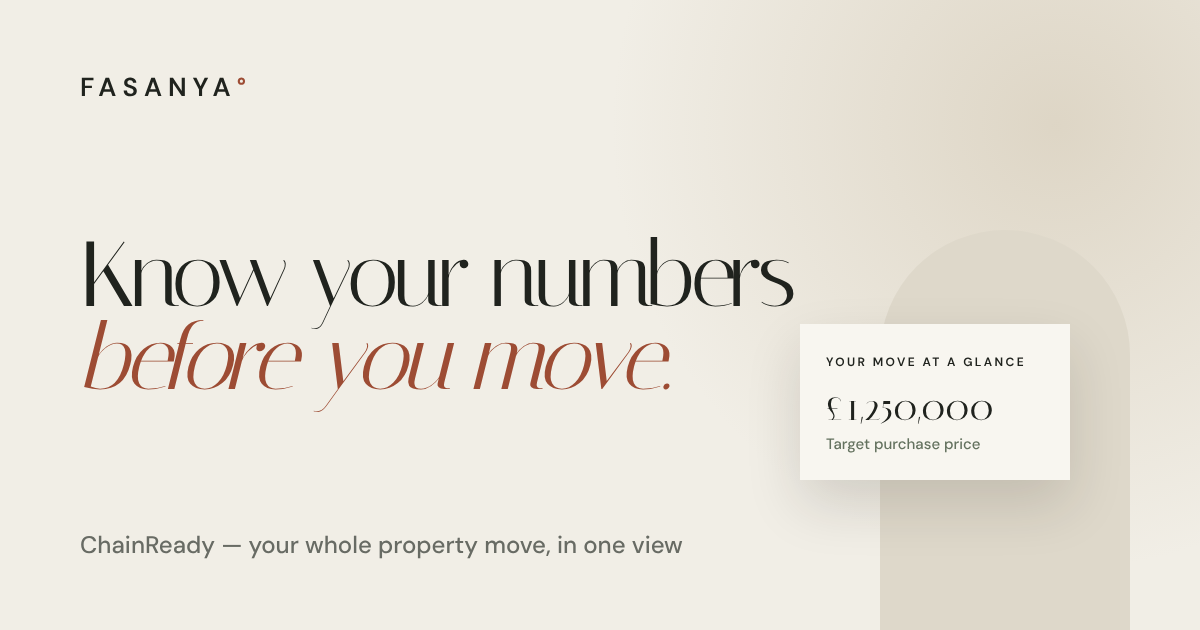 FASANYA°
Know your numbers
before you move.
YOUR MOVE AT A GLANCE
£1,250,000
Target purchase price
ChainReady — your whole property move, in one view